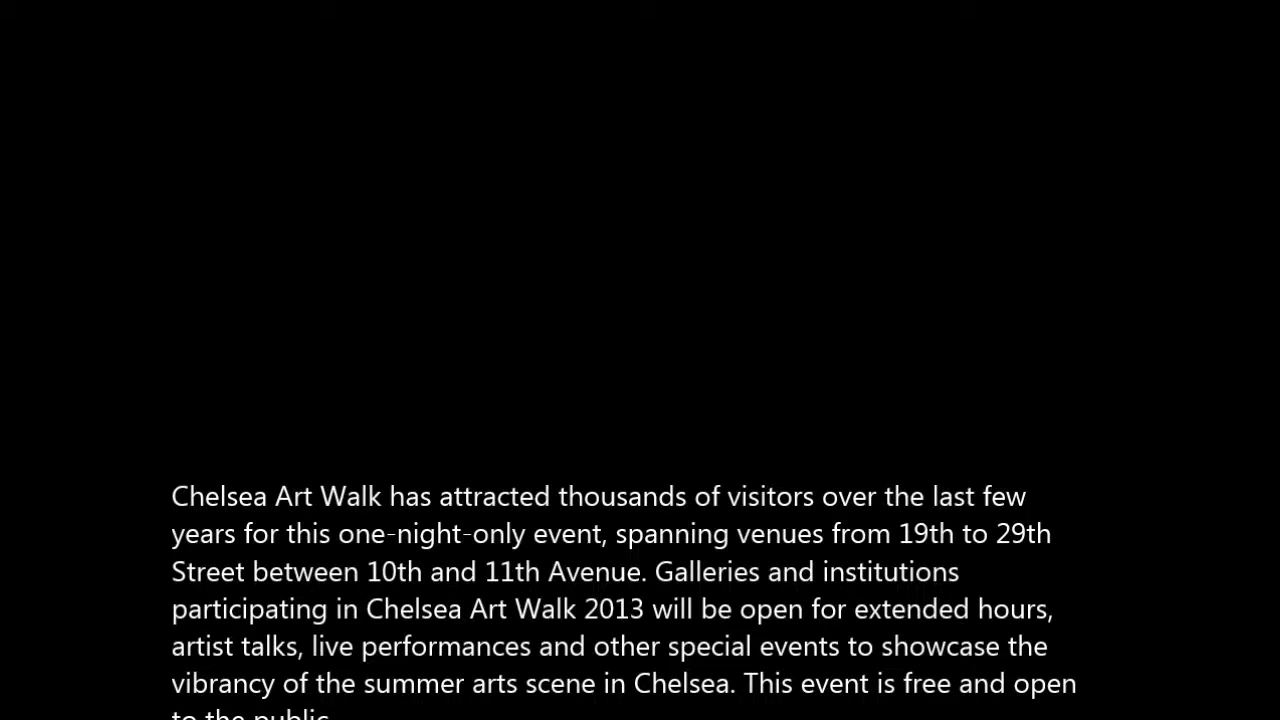 Chelsea Art Walk has attracted thousands of visitors over the last few
years for this one-night-only event, spanning venues from 19th to 29th
Street between 10th and 11th Avenue. Galleries and institutions
participating in Chelsea Art Walk 2013 will be open for extended hours,
artist talks, live performances and other special events to showcase the
vibrancy of the summer arts scene in Chelsea. This event is free and open
to the public